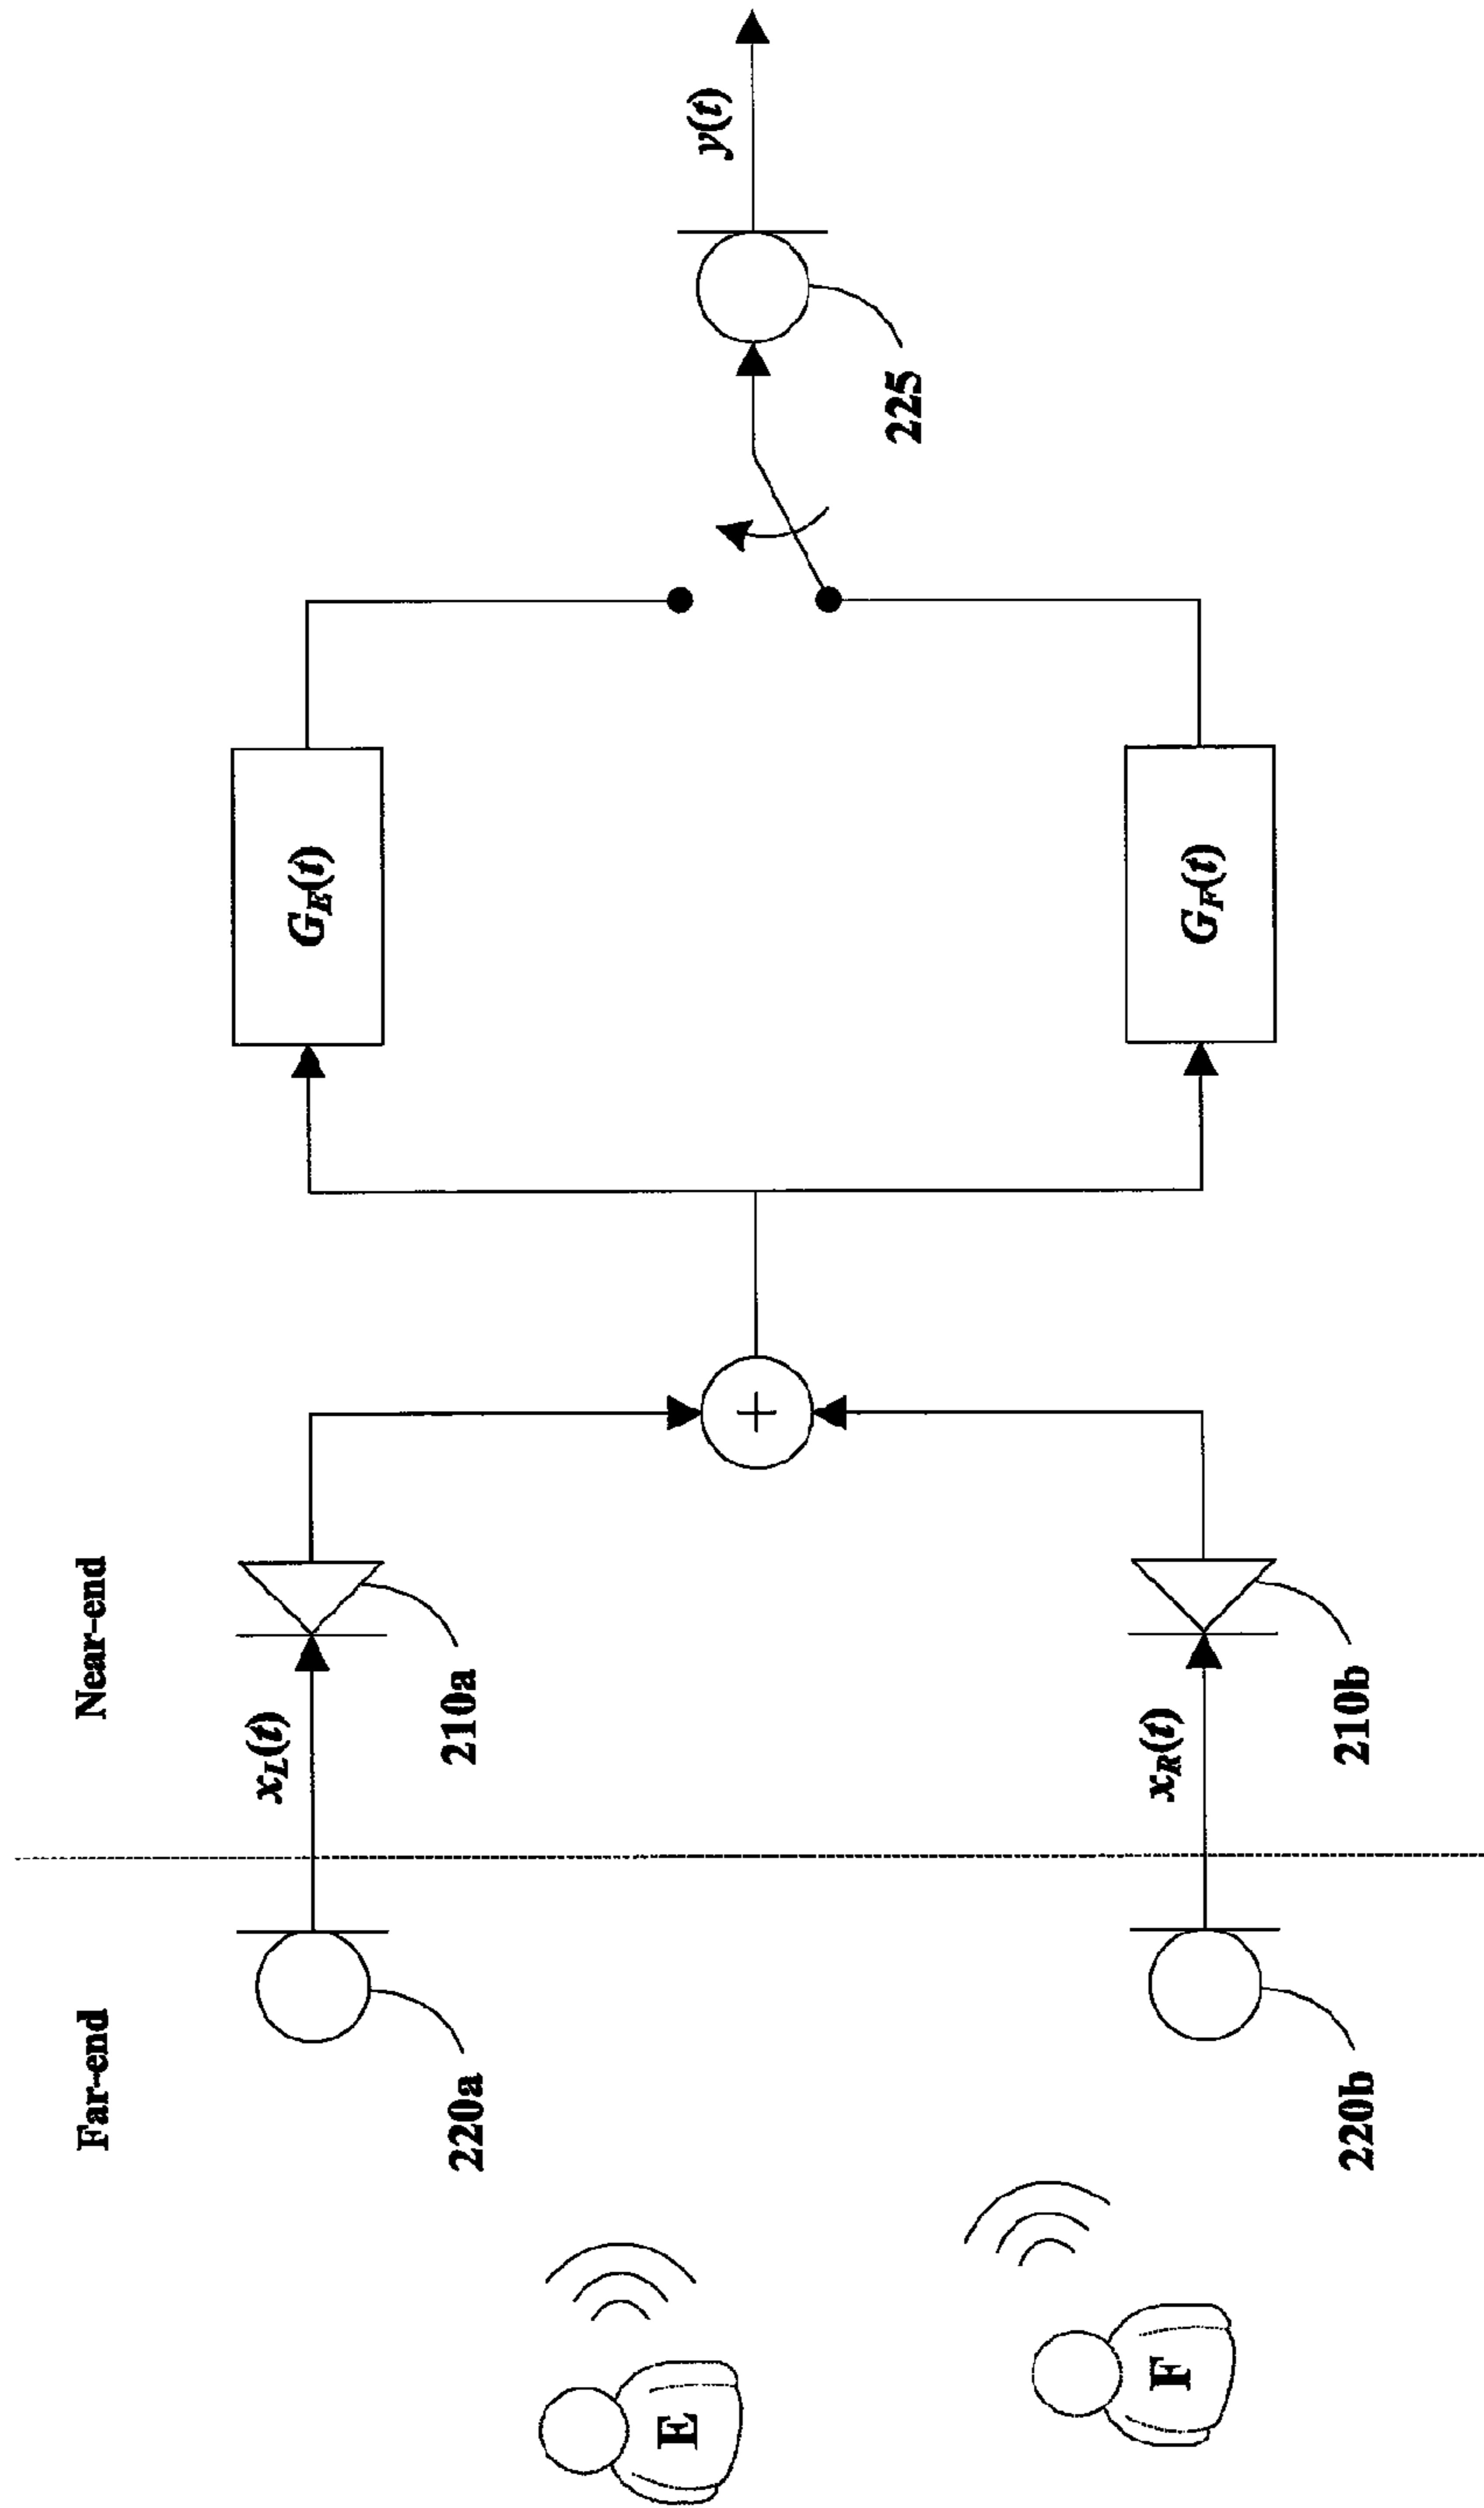 Far-end
Near-end
220a
x_L(t)
210a
G_E(t)
y(t)
225
E
F
220b
x_R(t)
210b
G_F(t)